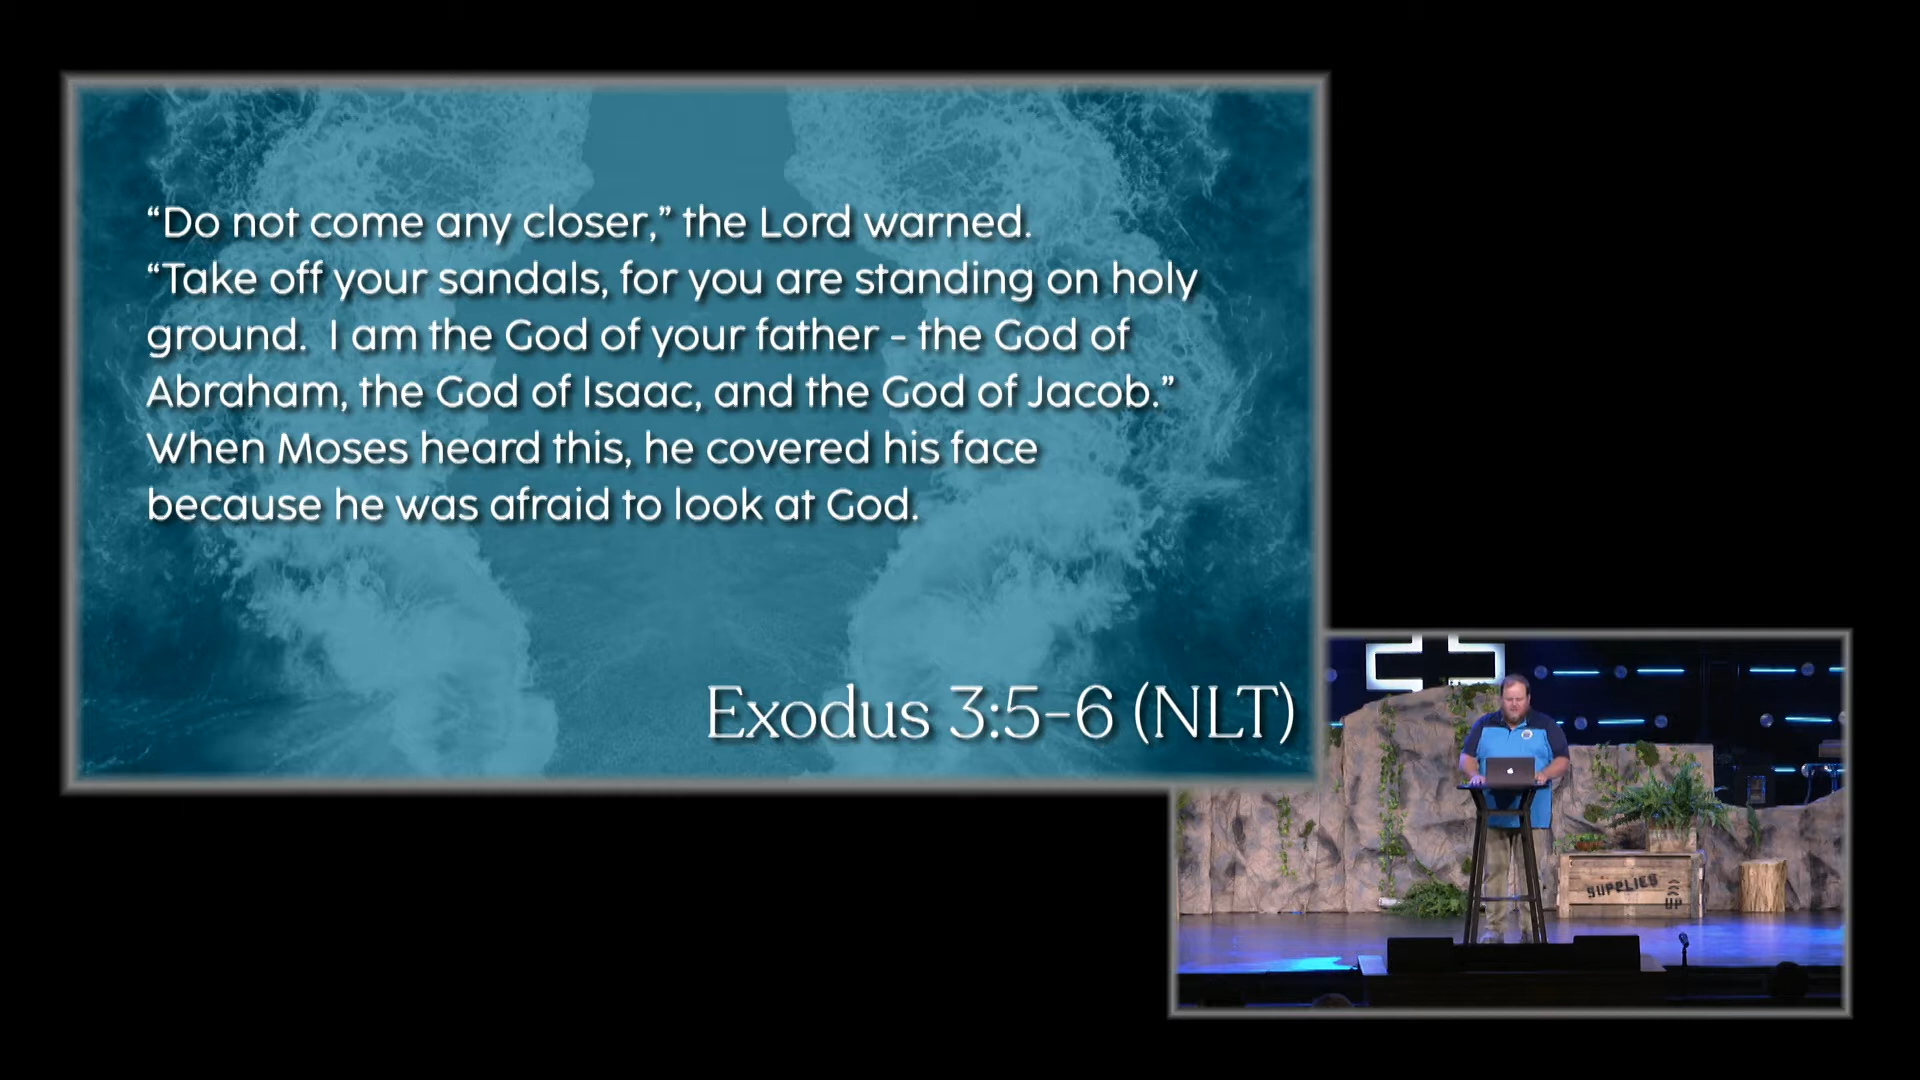 “Do not come any closer,” the Lord warned.
“Take off your sandals, for you are standing on holy
ground.  I am the God of your father - the God of
Abraham, the God of Isaac, and the God of Jacob.”
When Moses heard this, he covered his face
because he was afraid to look at God.
Exodus 3:5-6 (NLT)
SUPPLIES
UP